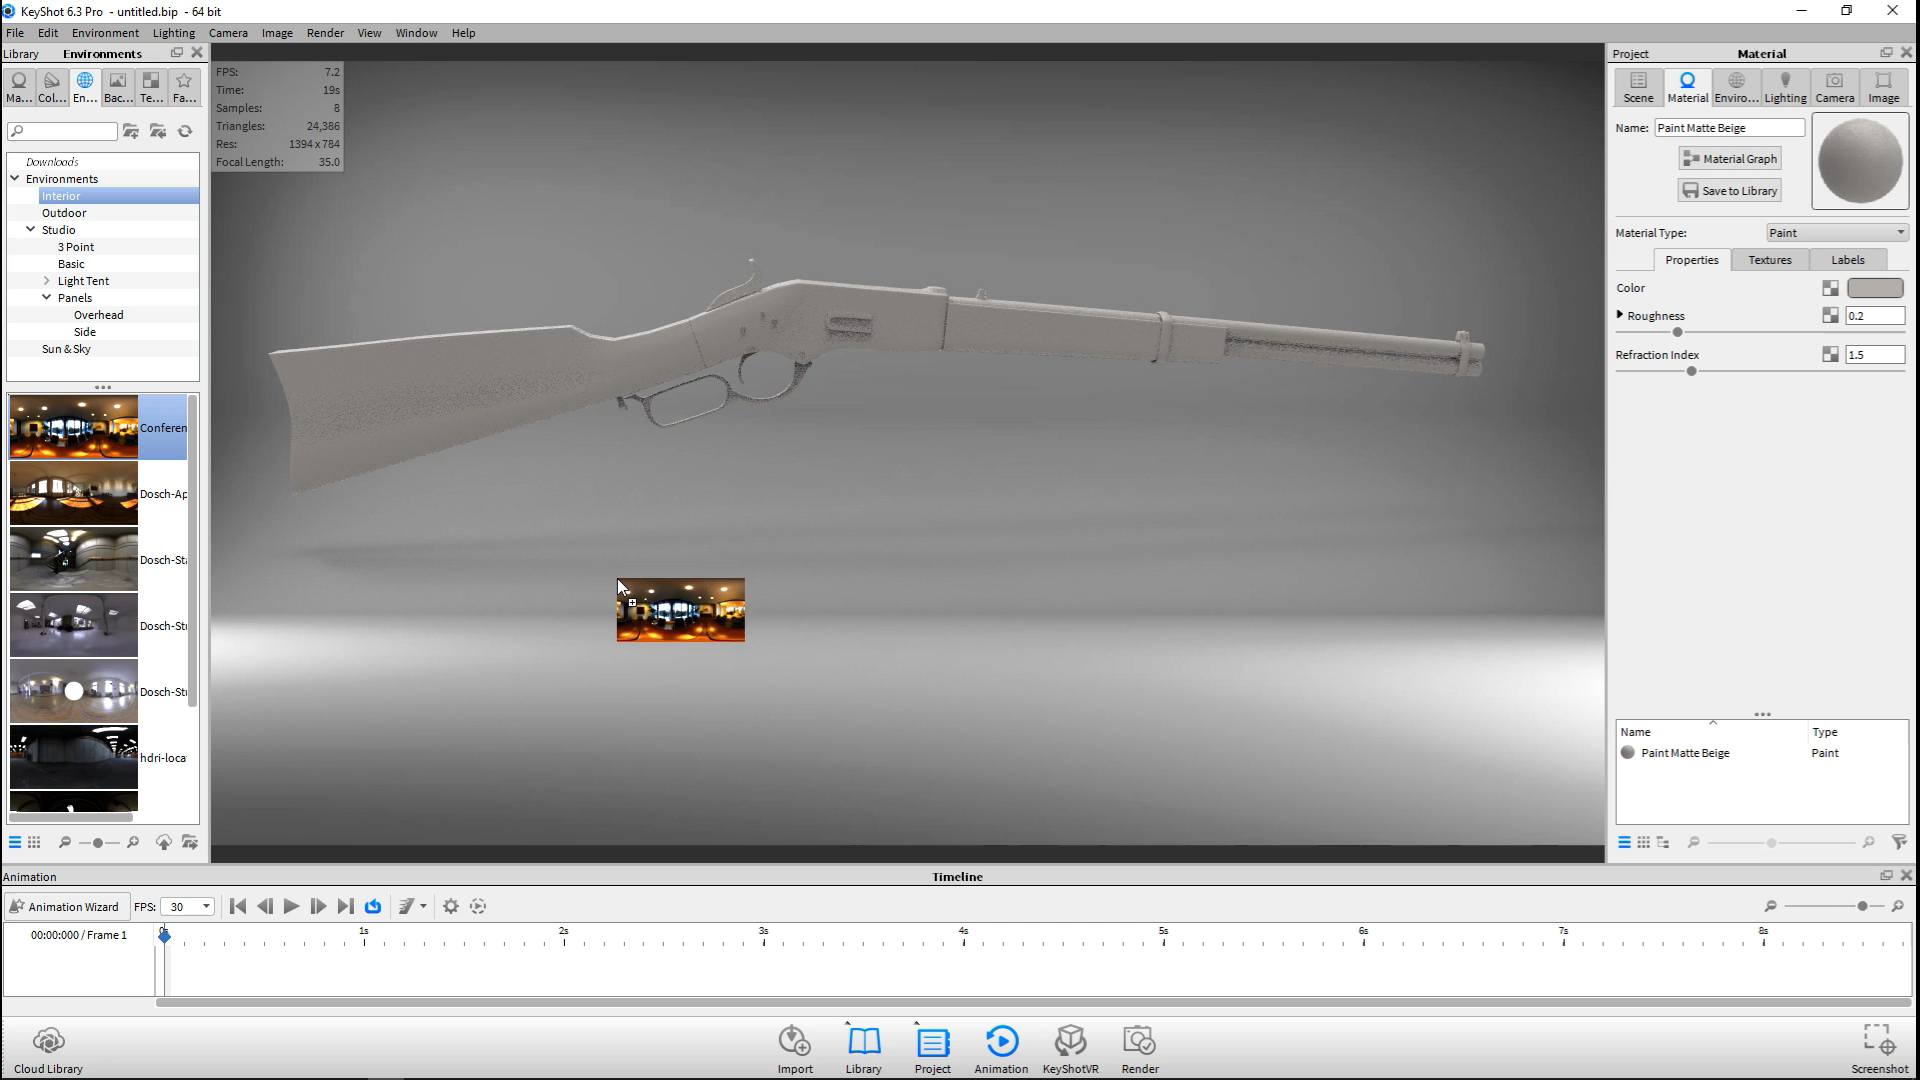 KeyShot 6.3 Pro - untitled.bip - 64 bit
File Edit Environment Lighting Camera Image Render View Window Help
Library Environments
Project Material
Ma... Col... En... Bac... Te... Fa...
Scene Material Enviro... Lighting Camera Image
FPS: 7.2
Time: 19s
Samples: 8
Triangles: 24,386
Res: 1394 x 784
Focal Length: 35.0
Downloads
Environments
Interior
Outdoor
Studio
3 Point
Basic
Light Tent
Panels
Overhead
Side
Sun & Sky
Conferen
Dosch-Ap
Dosch-Sta
Dosch-Stu
Dosch-Stu
hdri-loca
Name: Paint Matte Beige
Material Graph
Save to Library
Material Type: Paint
Properties Textures Labels
Color
Roughness 0.2
Refraction Index 1.5
Name Type
Paint Matte Beige Paint
Animation Timeline
Animation Wizard FPS: 30
00:00:000 / Frame 1
0s 1s 2s 3s 4s 5s 6s 7s 8s
Cloud Library Import Library Project Animation KeyShotVR Render Screenshot